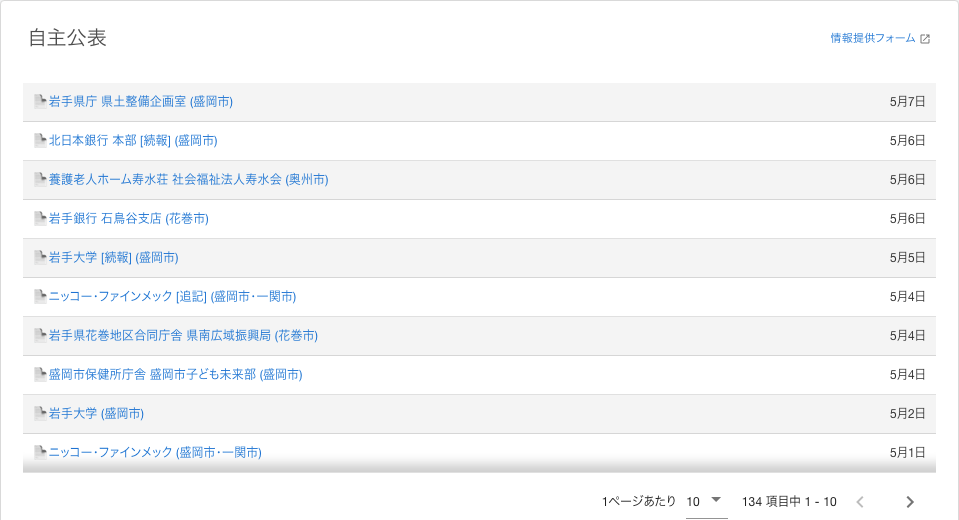 自主公表
情報提供フォーム
岩手県庁 県土整備企画室 (盛岡市) 5月7日
北日本銀行 本部 [続報] (盛岡市) 5月6日
養護老人ホーム寿水荘 社会福祉法人寿水会 (奥州市) 5月6日
岩手銀行 石鳥谷支店 (花巻市) 5月6日
岩手大学 [続報] (盛岡市) 5月5日
ニッコー・ファインメック [追記] (盛岡市・一関市) 5月4日
岩手県花巻地区合同庁舎 県南広域振興局 (花巻市) 5月4日
盛岡市保健所庁舎 盛岡市子ども未来部 (盛岡市) 5月4日
岩手大学 (盛岡市) 5月2日
ニッコー・ファインメック (盛岡市・一関市) 5月1日
1ページあたり 10 134 項目中 1 - 10